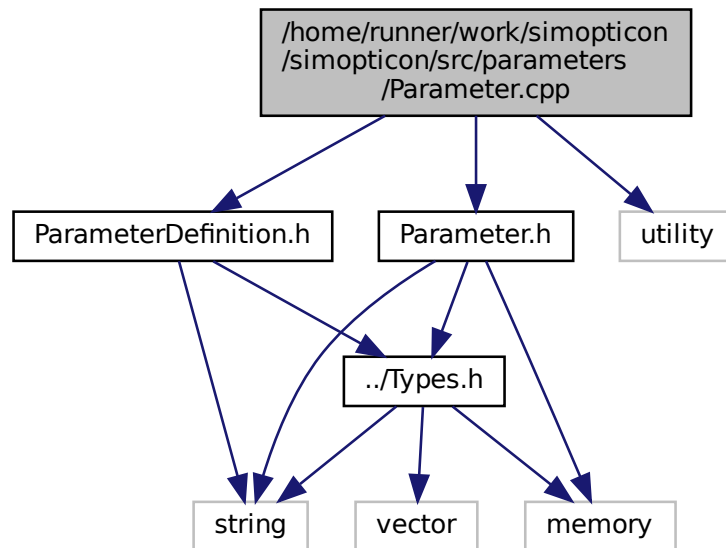 /home/runner/work/simopticon
/simopticon/src/parameters
/Parameter.cpp
ParameterDefinition.h
Parameter.h
utility
../Types.h
string
vector
memory